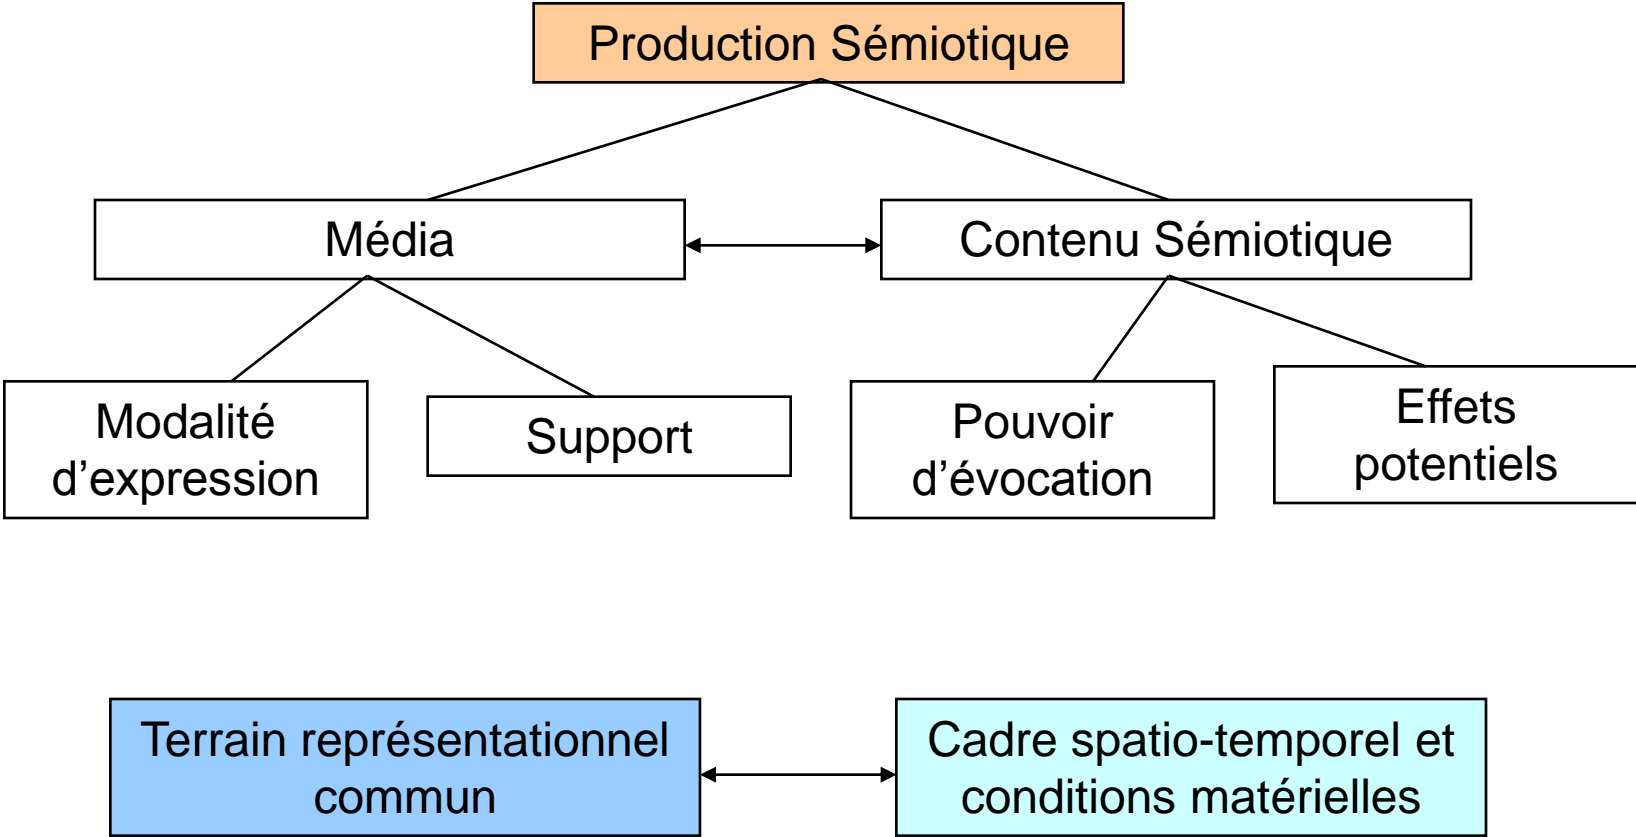 Production Sémiotique
Média
Contenu Sémiotique
Modalité
d’expression
Support
Pouvoir
d’évocation
Effets
potentiels
Terrain représentationnel
commun
Cadre spatio-temporel et
conditions matérielles